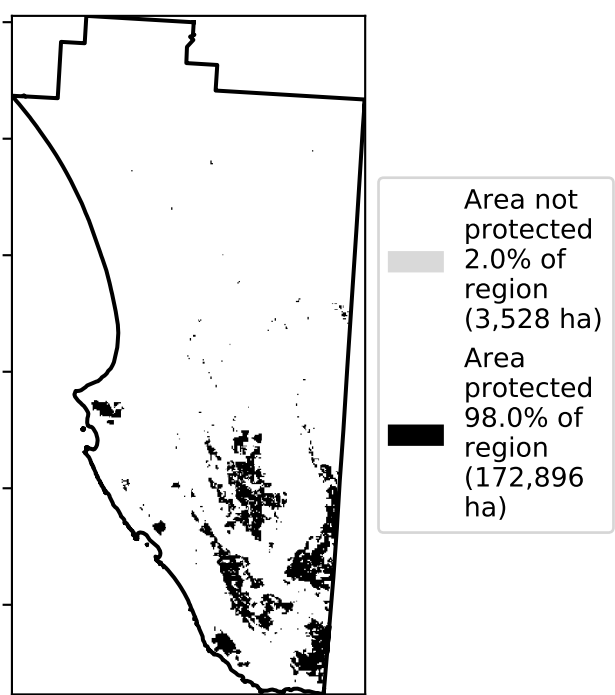 Area not
protected
2.0% of
region
(3,528 ha)
Area
protected
98.0% of
region
(172,896
ha)